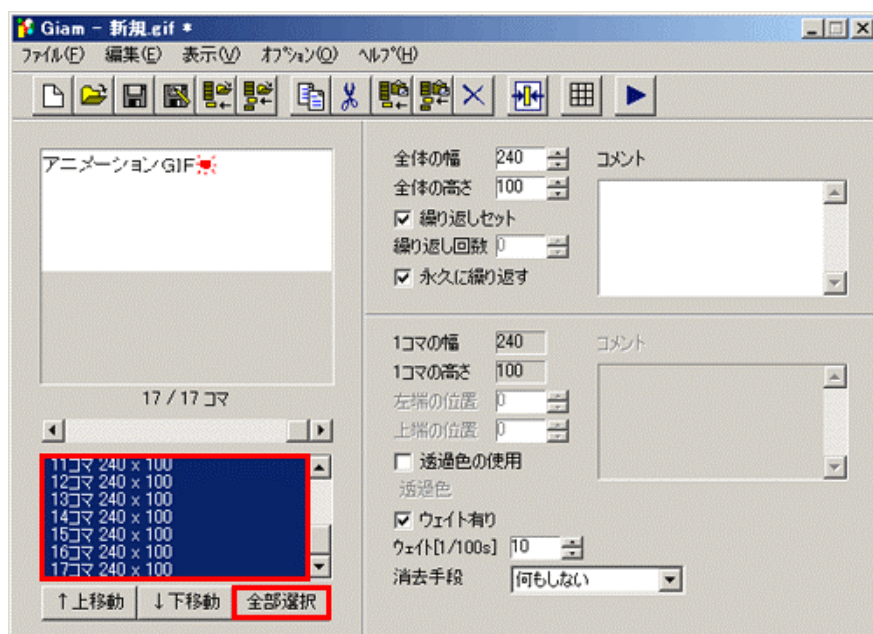 Giam - 新規.gif *
ファイル(F) 編集(E) 表示(V) オプション(O) ヘルプ(H)
アニメーションGIF
全体の幅 240 コメント
全体の高さ 100
繰り返しセット
繰り返し回数 0
永久に繰り返す
1コマの幅 240 コメント
1コマの高さ 100
左端の位置 0
上端の位置 0
透過色の使用
透過色
ウェイト有り
ウェイト[1/100s] 10
消去手段 何もしない
17 / 17 コマ
11コマ 240 x 100
12コマ 240 x 100
13コマ 240 x 100
14コマ 240 x 100
15コマ 240 x 100
16コマ 240 x 100
17コマ 240 x 100
↑上移動 ↓下移動 全部選択